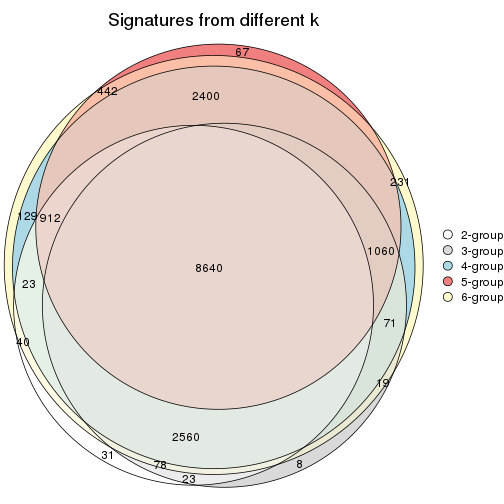 Signatures from different k
67
442
2400
231
129
912
1060
8640
23
71
40
19
2560
31
78
8
23
2-group
3-group
4-group
5-group
6-group